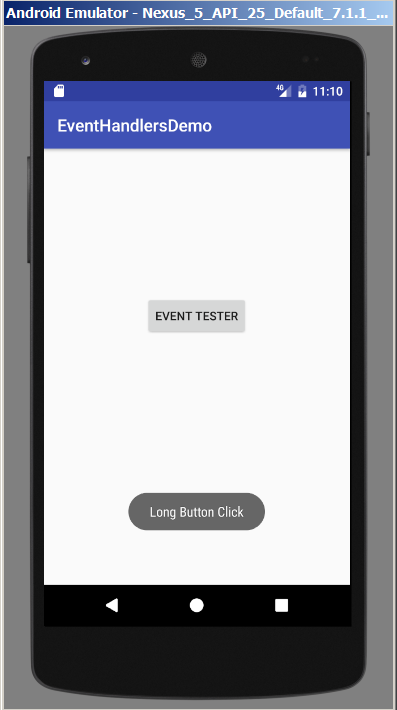 Android Emulator - Nexus_5_API_25_Default_7.1.1_...
4G 11:10
EventHandlersDemo
EVENT TESTER
Long Button Click